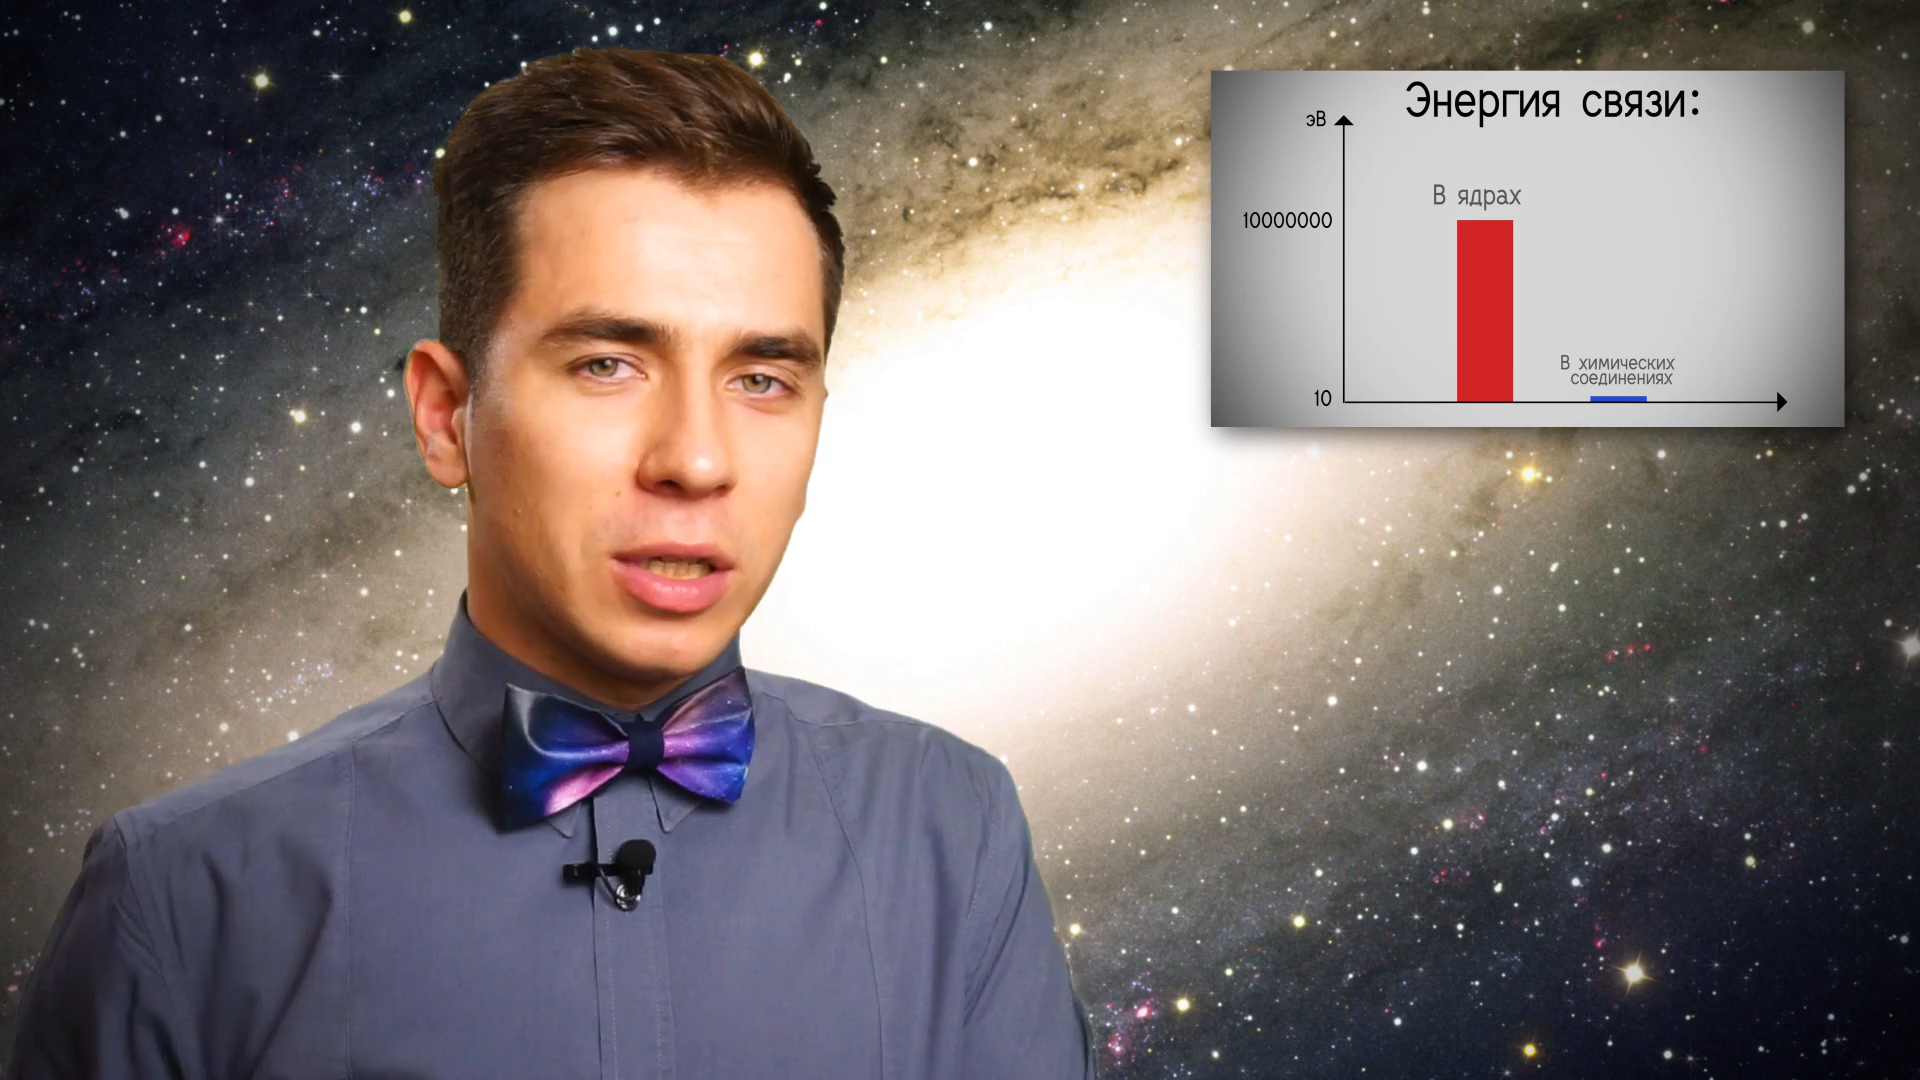 Энергия связи:
эВ
В ядрах
10000000
В химических
соединениях
10